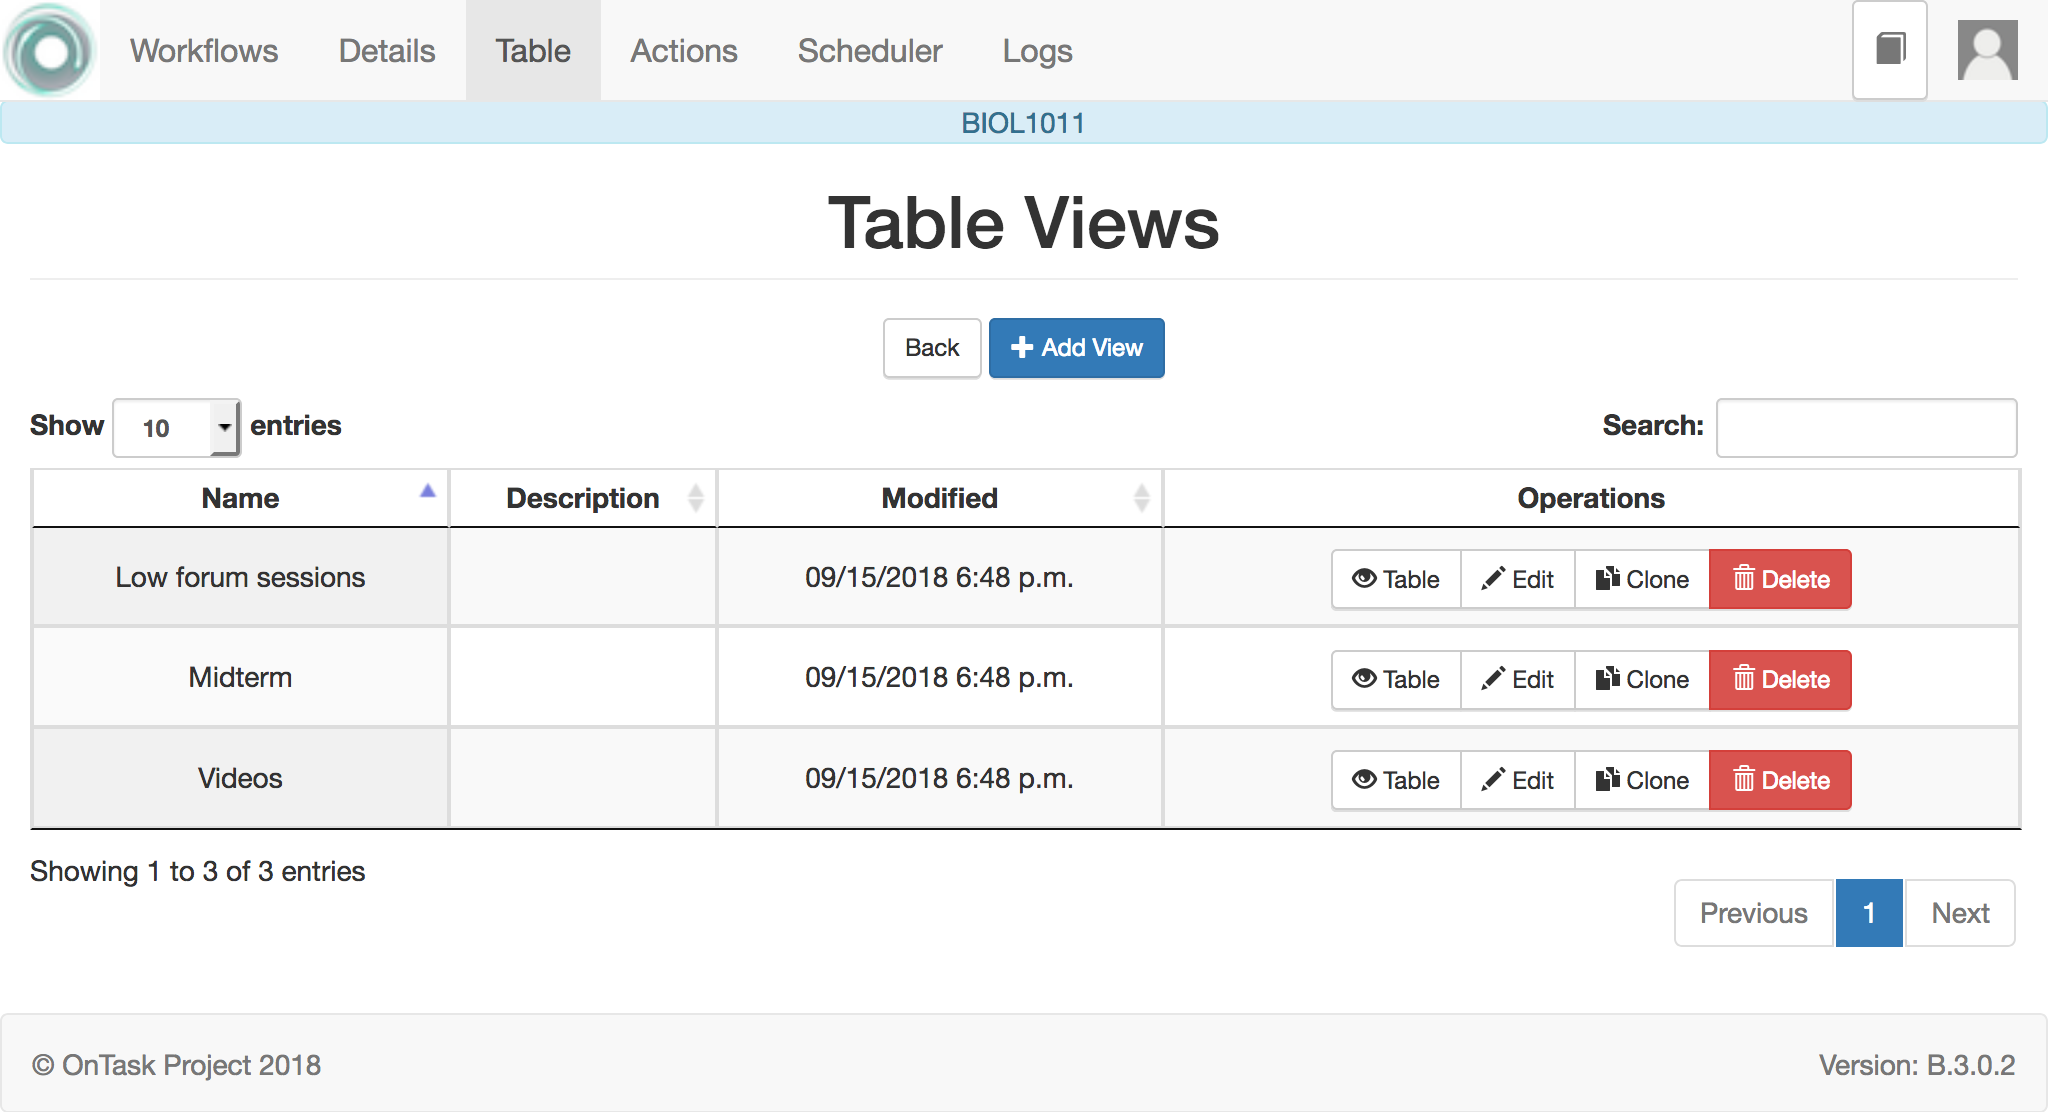 Workflows Details Table Actions Scheduler Logs
BIOL1011
Table Views
Back Add View
Show 10 entries Search:
Name Description Modified Operations
Low forum sessions 09/15/2018 6:48 p.m. Table Edit Clone Delete
Midterm 09/15/2018 6:48 p.m. Table Edit Clone Delete
Videos 09/15/2018 6:48 p.m. Table Edit Clone Delete
Showing 1 to 3 of 3 entries
Previous 1 Next
© OnTask Project 2018 Version: B.3.0.2